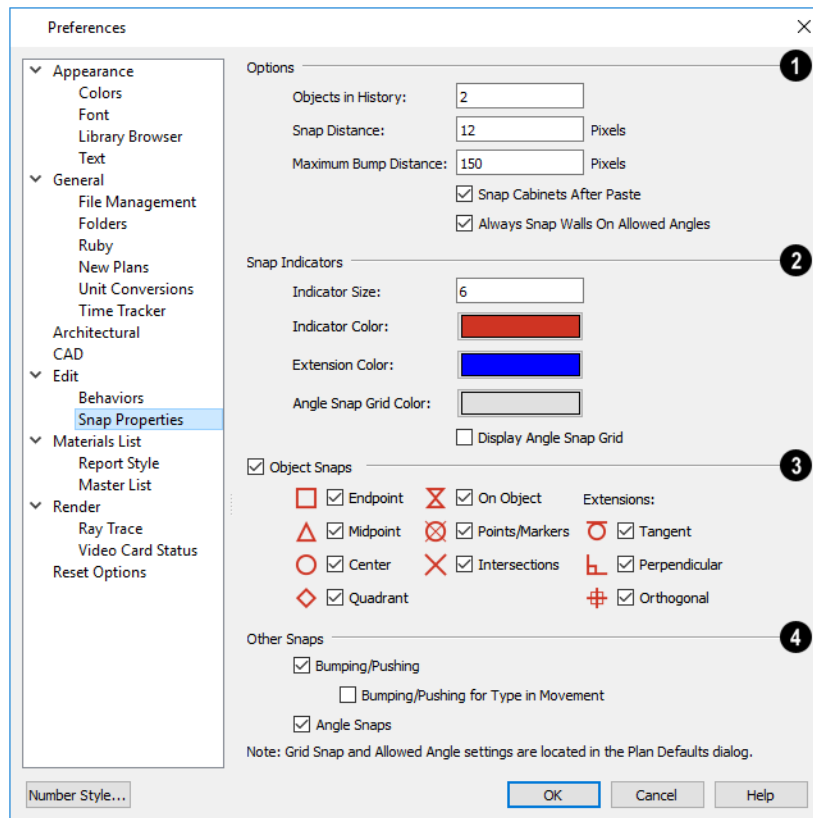 Preferences
Appearance
Colors
Font
Library Browser
Text
General
File Management
Folders
Ruby
New Plans
Unit Conversions
Time Tracker
Architectural
CAD
Edit
Behaviors
Snap Properties
Materials List
Report Style
Master List
Render
Ray Trace
Video Card Status
Reset Options
Options 1
Objects in History: 2
Snap Distance: 12 Pixels
Maximum Bump Distance: 150 Pixels
Snap Cabinets After Paste
Always Snap Walls On Allowed Angles
Snap Indicators 2
Indicator Size: 6
Indicator Color:
Extension Color:
Angle Snap Grid Color:
Display Angle Snap Grid
Object Snaps 3
Endpoint On Object Extensions:
Midpoint Points/Markers Tangent
Center Intersections Perpendicular
Quadrant Orthogonal
Other Snaps 4
Bumping/Pushing
Bumping/Pushing for Type in Movement
Angle Snaps
Note: Grid Snap and Allowed Angle settings are located in the Plan Defaults dialog.
Number Style... OK Cancel Help